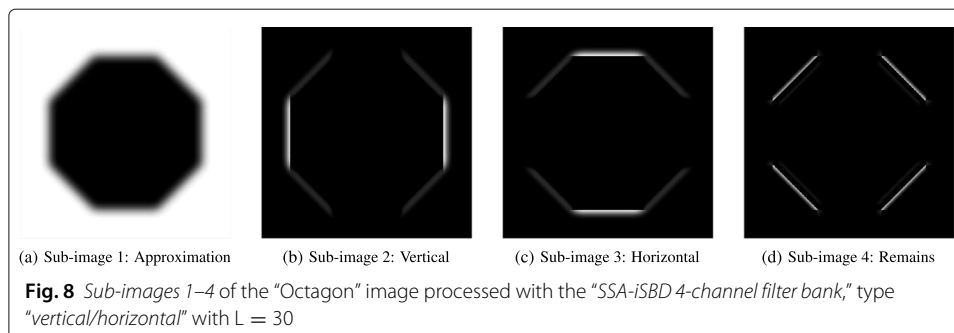 (a) Sub-image 1: Approximation
(b) Sub-image 2: Vertical
(c) Sub-image 3: Horizontal
(d) Sub-image 4: Remains
Fig. 8 Sub-images 1–4 of the “Octagon” image processed with the “SSA-iSBD 4-channel filter bank,” type
“vertical/horizontal” with L = 30